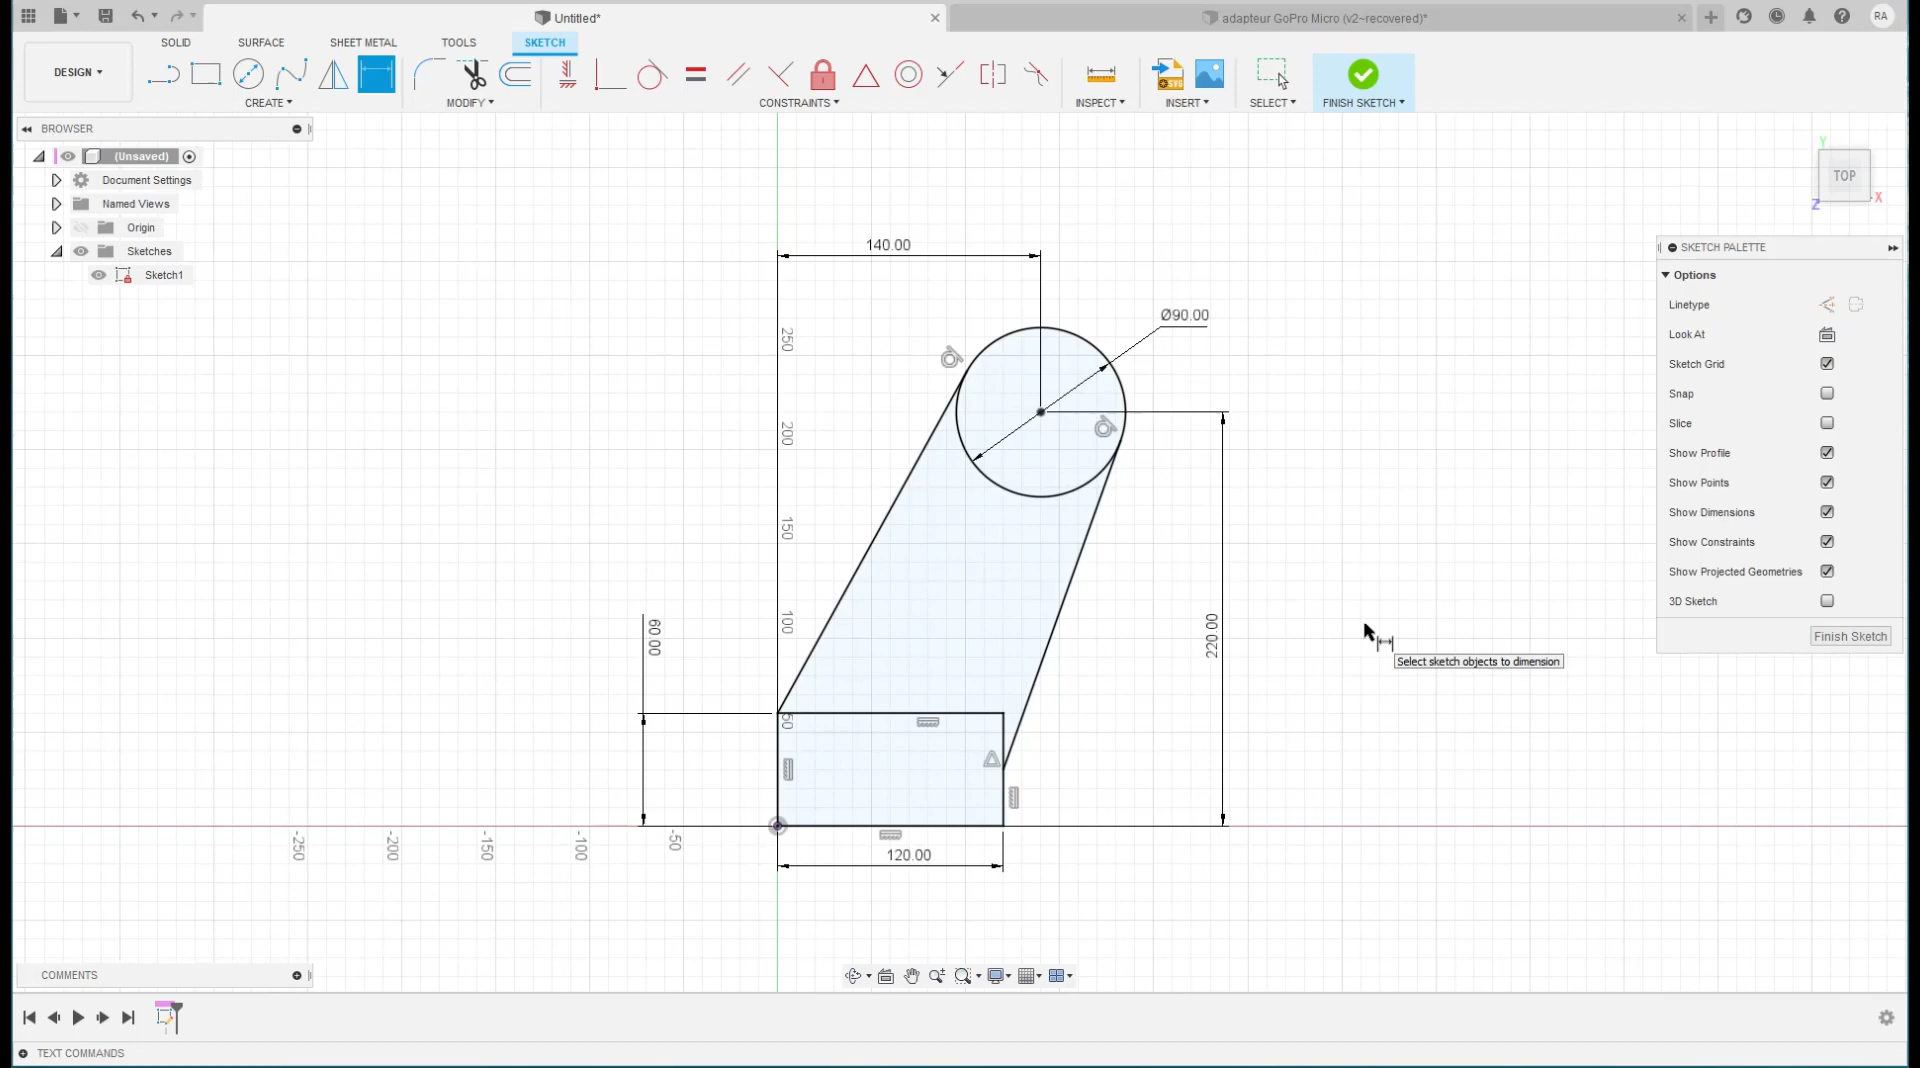 Untitled*
adapteur GoPro Micro (v2~recovered)*
RA
SOLID
SURFACE
SHEET METAL
TOOLS
SKETCH
DESIGN
CREATE
MODIFY
CONSTRAINTS
INSPECT
INSERT
SELECT
FINISH SKETCH
BROWSER
(Unsaved)
Document Settings
Named Views
Origin
Sketches
Sketch1
Y
TOP
X
Z
SKETCH PALETTE
Options
Linetype
Look At
Sketch Grid
Snap
Slice
Show Profile
Show Points
Show Dimensions
Show Constraints
Show Projected Geometries
3D Sketch
Finish Sketch
140.00
Ø90.00
250
200
150
100
50
60.00
220.00
Select sketch objects to dimension
-250
-200
-150
-100
-50
120.00
COMMENTS
TEXT COMMANDS